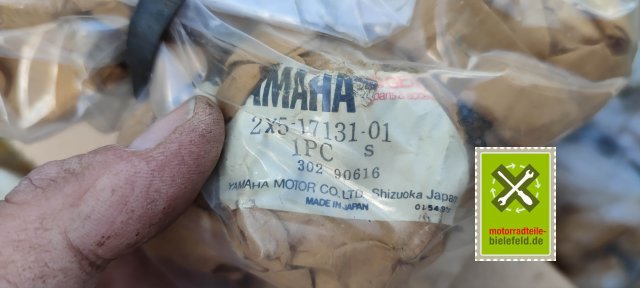 YAMAHA
parts &
2X5-17131-01
1PC S
302 90616
YAMAHA MOTOR CO., LTD. Shizuoka Japan
MADE IN JAPAN
motorradteile-
bielefeld.de